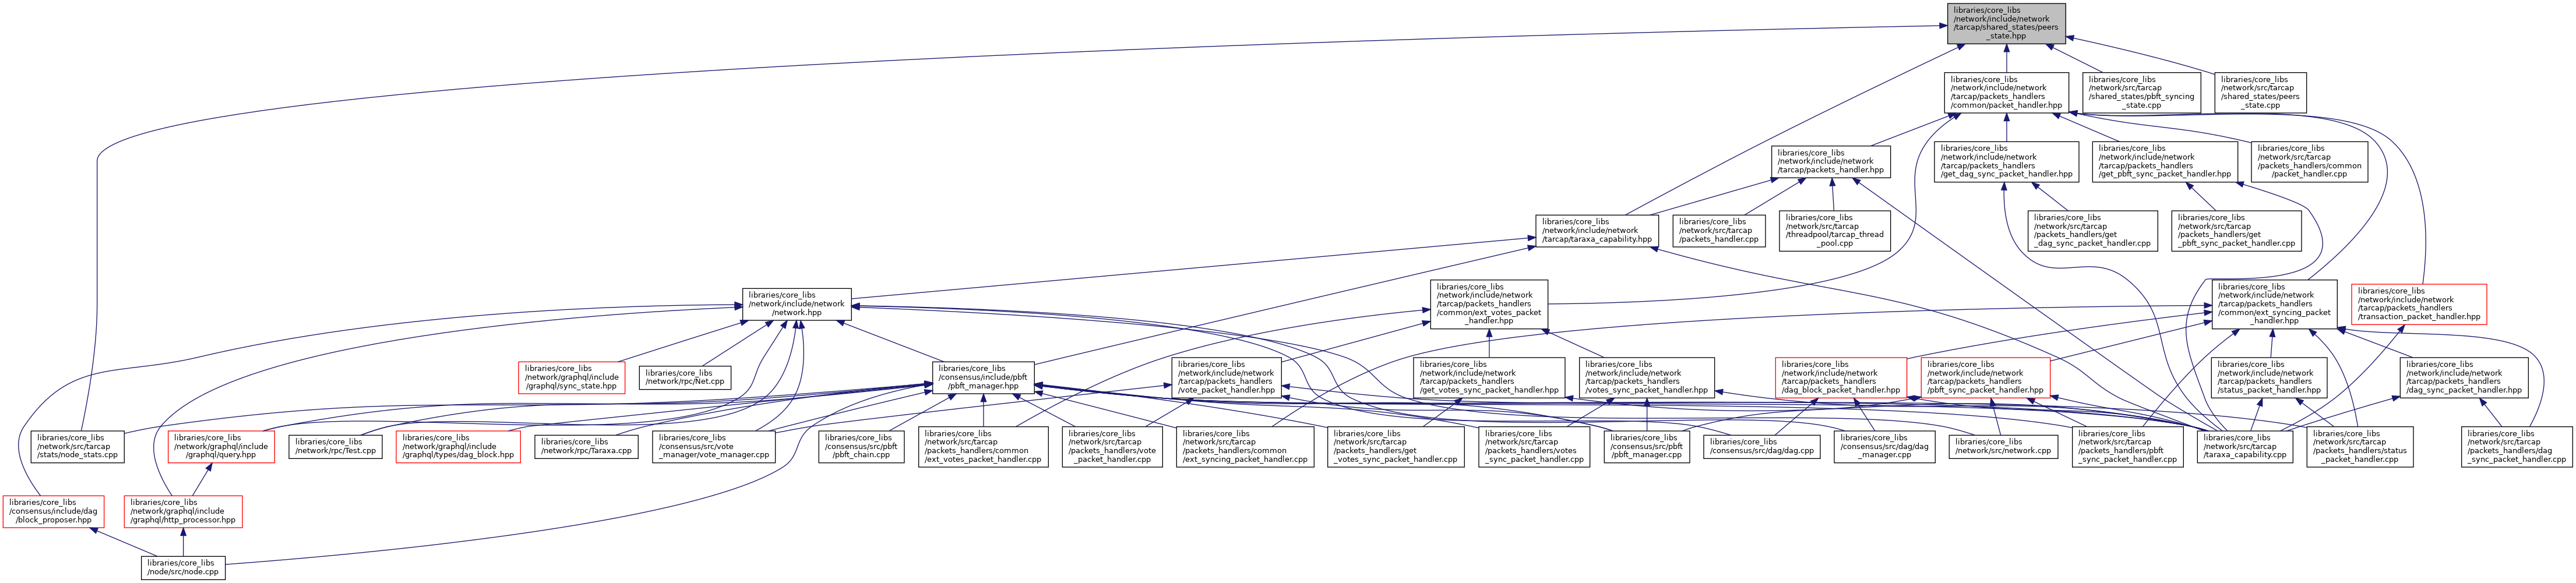 libraries/core_libs
/network/include/network
/tarcap/shared_states/peers
_state.hpp
libraries/core_libs
/network/include/network
/tarcap/packets_handlers
/common/packet_handler.hpp
libraries/core_libs
/network/src/tarcap
/shared_states/pbft_syncing
_state.cpp
libraries/core_libs
/network/src/tarcap
/shared_states/peers
_state.cpp
libraries/core_libs
/network/include/network
/tarcap/packets_handler.hpp
libraries/core_libs
/network/include/network
/tarcap/packets_handlers
/get_dag_sync_packet_handler.hpp
libraries/core_libs
/network/include/network
/tarcap/packets_handlers
/get_pbft_sync_packet_handler.hpp
libraries/core_libs
/network/src/tarcap
/packets_handlers/common
/packet_handler.cpp
libraries/core_libs
/network/include/network
/tarcap/taraxa_capability.hpp
libraries/core_libs
/network/src/tarcap
/packets_handler.cpp
libraries/core_libs
/network/src/tarcap
/threadpool/tarcap_thread
_pool.cpp
libraries/core_libs
/network/src/tarcap
/packets_handlers/get
_dag_sync_packet_handler.cpp
libraries/core_libs
/network/src/tarcap
/packets_handlers/get
_pbft_sync_packet_handler.cpp
libraries/core_libs
/network/include/network
/network.hpp
libraries/core_libs
/network/include/network
/tarcap/packets_handlers
/common/ext_votes_packet
_handler.hpp
libraries/core_libs
/network/include/network
/tarcap/packets_handlers
/common/ext_syncing_packet
_handler.hpp
libraries/core_libs
/network/include/network
/tarcap/packets_handlers
/transaction_packet_handler.hpp
libraries/core_libs
/network/graphql/include
/graphql/sync_state.hpp
libraries/core_libs
/network/rpc/Net.cpp
libraries/core_libs
/consensus/include/pbft
/pbft_manager.hpp
libraries/core_libs
/network/include/network
/tarcap/packets_handlers
/vote_packet_handler.hpp
libraries/core_libs
/network/include/network
/tarcap/packets_handlers
/get_votes_sync_packet_handler.hpp
libraries/core_libs
/network/include/network
/tarcap/packets_handlers
/votes_sync_packet_handler.hpp
libraries/core_libs
/network/include/network
/tarcap/packets_handlers
/dag_block_packet_handler.hpp
libraries/core_libs
/network/include/network
/tarcap/packets_handlers
/pbft_sync_packet_handler.hpp
libraries/core_libs
/network/include/network
/tarcap/packets_handlers
/status_packet_handler.hpp
libraries/core_libs
/network/include/network
/tarcap/packets_handlers
/dag_sync_packet_handler.hpp
libraries/core_libs
/network/src/tarcap
/stats/node_stats.cpp
libraries/core_libs
/network/graphql/include
/graphql/query.hpp
libraries/core_libs
/network/rpc/Test.cpp
libraries/core_libs
/network/graphql/include
/graphql/types/dag_block.hpp
libraries/core_libs
/network/rpc/Taraxa.cpp
libraries/core_libs
/consensus/src/vote
_manager/vote_manager.cpp
libraries/core_libs
/consensus/src/pbft
/pbft_chain.cpp
libraries/core_libs
/network/src/tarcap
/packets_handlers/common
/ext_votes_packet_handler.cpp
libraries/core_libs
/network/src/tarcap
/packets_handlers/vote
_packet_handler.cpp
libraries/core_libs
/network/src/tarcap
/packets_handlers/common
/ext_syncing_packet_handler.cpp
libraries/core_libs
/network/src/tarcap
/packets_handlers/get
_votes_sync_packet_handler.cpp
libraries/core_libs
/network/src/tarcap
/packets_handlers/votes
_sync_packet_handler.cpp
libraries/core_libs
/consensus/src/pbft
/pbft_manager.cpp
libraries/core_libs
/consensus/src/dag/dag.cpp
libraries/core_libs
/consensus/src/dag/dag
_manager.cpp
libraries/core_libs
/network/src/network.cpp
libraries/core_libs
/network/src/tarcap
/packets_handlers/pbft
_sync_packet_handler.cpp
libraries/core_libs
/network/src/tarcap
/taraxa_capability.cpp
libraries/core_libs
/network/src/tarcap
/packets_handlers/status
_packet_handler.cpp
libraries/core_libs
/network/src/tarcap
/packets_handlers/dag
_sync_packet_handler.cpp
libraries/core_libs
/consensus/include/dag
/block_proposer.hpp
libraries/core_libs
/network/graphql/include
/graphql/http_processor.hpp
libraries/core_libs
/node/src/node.cpp